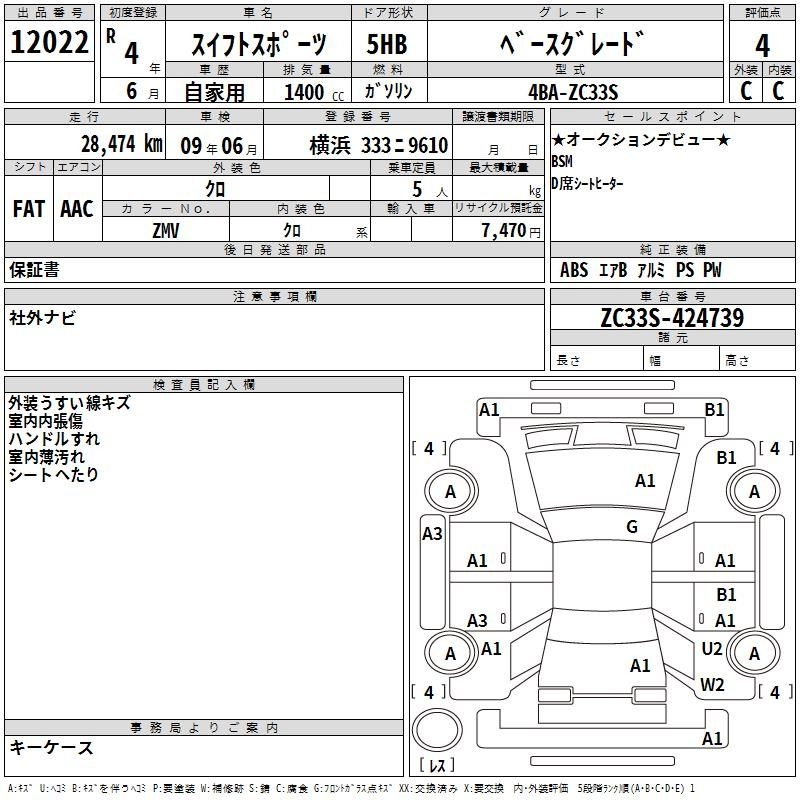 出品番号
12022
初度登録
R 4 年
6 月
車名
スイフトスポーツ
ドア形状
5HB
グレード
ベースグレード
評価点
4
車歴
自家用
排気量
1400 CC
燃料
ガソリン
型式
4BA-ZC33S
外装 内装
C C
走行
28,474 km
車検
09年06月
登録番号
横浜 333ニ9610
譲渡書類期限
月 日
セールスポイント
★オークションデビュー★
BSM
D席シートヒーター
シフト
FAT
エアコン
AAC
外装色
クロ
乗車定員
5 人
最大積載量
kg
カラーNo.
ZMV
内装色
クロ 系
輸入車
リサイクル預託金
7,470円
後日発送部品
保証書
純正装備
ABS エアB アルミ PS PW
注意事項欄
社外ナビ
車台番号
ZC33S-424739
諸元
長さ 幅 高さ
検査員記入欄
外装うすい線キズ
室内内張傷
ハンドルすれ
室内薄汚れ
シートへたり
事務局よりご案内
キーケース
A1 B1
[4] B1 [4]
A A1 A
G
A3
A1 A1
B1
A3 A1
A A1 U2 A
A1
[4] W2 [4]
A1
[レス]
A:キズ U:ヘコミ B:キズを伴うヘコミ P:要塗装 W:補修跡 S:錆 C:腐食 G:フロントガラス点キズ XX:交換済み X:要交換 内・外装評価 5段階ランク順(A・B・C・D・E) 1